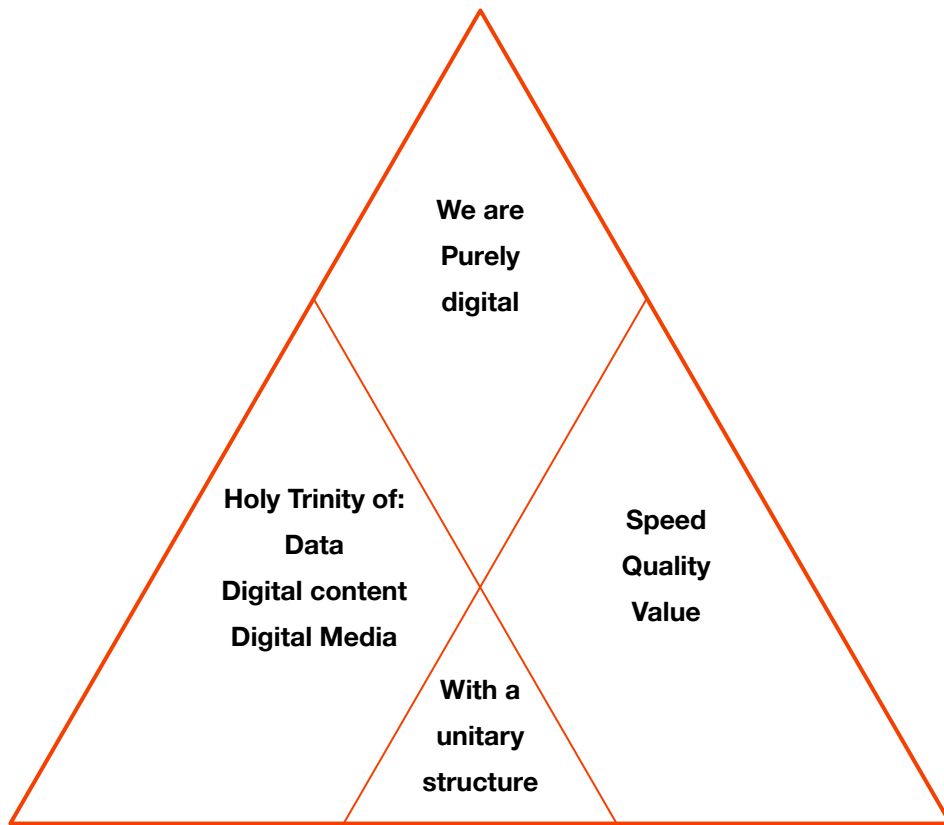 We are
Purely
digital
Holy Trinity of:
Data
Digital content
Digital Media
Speed
Quality
Value
With a
unitary
structure